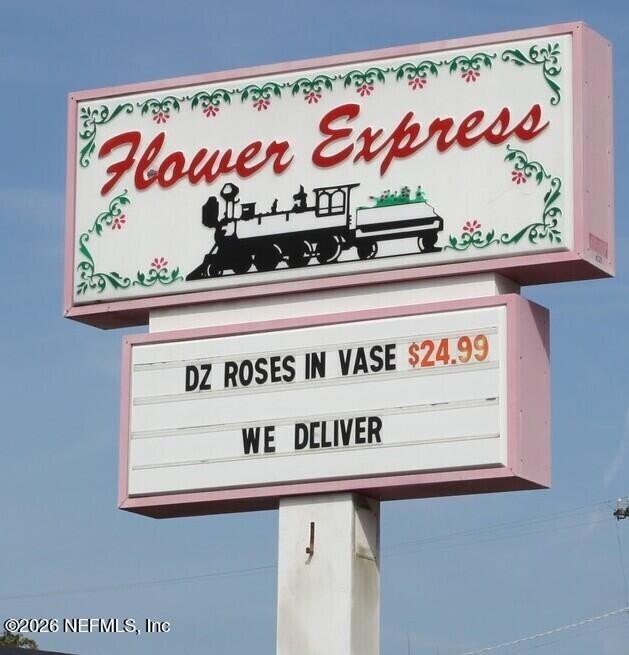 Flower Express
DZ ROSES IN VASE $24.99
WE DELIVER
©2026 NEFMLS, Inc